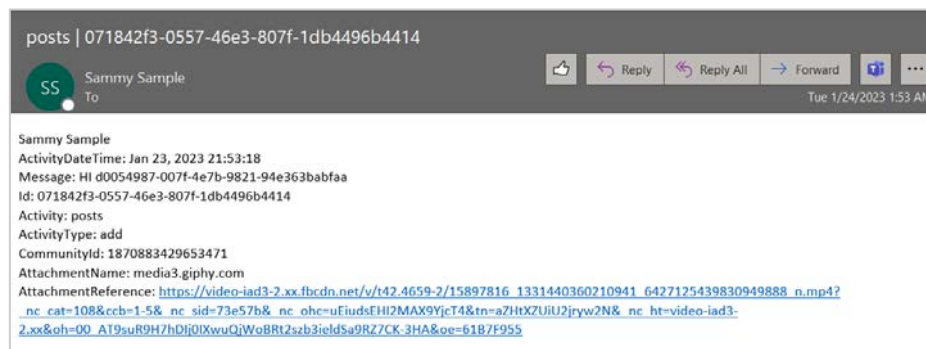 posts | 071842f3-0557-46e3-807f-1db4496b4414
SS
Sammy Sample
To
Reply
Reply All
Forward
Tue 1/24/2023 1:53 AM
Sammy Sample
ActivityDateTime: Jan 23, 2023 21:53:18
Message: HI d0054987-007f-4e7b-9821-94e363babfaa
Id: 071842f3-0557-46e3-807f-1db4496b4414
Activity: posts
ActivityType: add
CommunityId: 1870883429653471
AttachmentName: media3.giphy.com
AttachmentReference: https://video-iad3-2.xx.fbcdn.net/v/t42.4659-2/15897816_1331440360210941_6427125439830949888_n.mp4?
_nc_cat=108&ccb=1-5&_nc_sid=73e57b&_nc_ohc=uEiudsEHI2MAX9YjcT4&tn=aZHtXZUiU2jryw2N&_nc_ht=video-iad3-
2.xx&oh=00_AT9suR9H7hDIj0IXwuQjWoBRt2szb3ieldSa9RZ7CK-3HA&oe=61B7F955